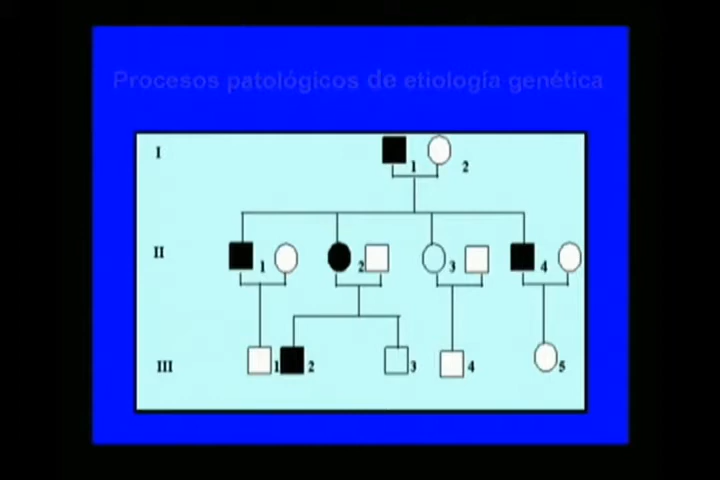 Procesos patológicos de etiología genética
I
1
2
II
1
2
3
4
III
1
2
3
4
5